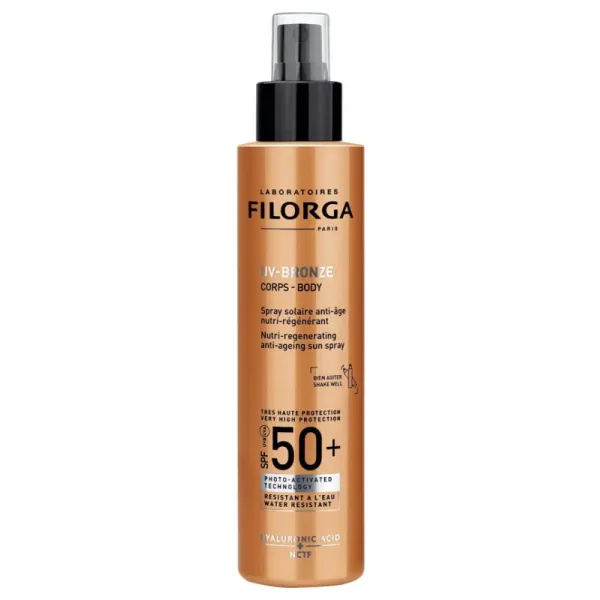 LABORATOIRES
FILORGA
PARIS
UV-BRONZE
CORPS - BODY
Spray solaire anti-âge
nutri-régénérant
Nutri-regenerating
anti-ageing sun spray
BIEN AGITER
SHAKE WELL
TRES HAUTE PROTECTION
VERY HIGH PROTECTION
SPF UVB UVA 50+
PHOTO-ACTIVATED
TECHNOLOGY
RESISTANT A L'EAU
WATER RESISTANT
HYALURONIC ACID
+
NCTF